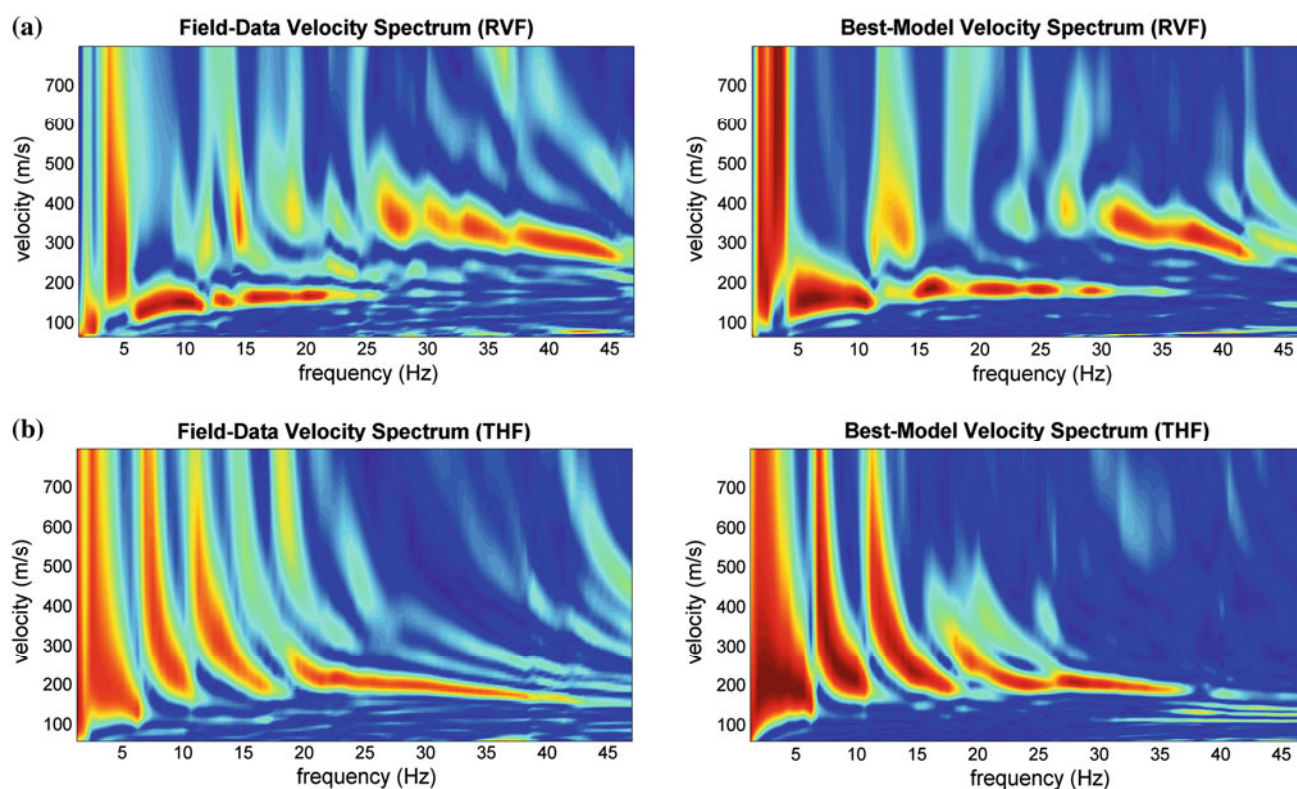 (a)
Field-Data Velocity Spectrum (RVF)
velocity (m/s)
700
600
500
400
300
200
100
5 10 15 20 25 30 35 40 45
frequency (Hz)
Best-Model Velocity Spectrum (RVF)
velocity (m/s)
700
600
500
400
300
200
100
5 10 15 20 25 30 35 40 45
frequency (Hz)
(b)
Field-Data Velocity Spectrum (THF)
velocity (m/s)
700
600
500
400
300
200
100
5 10 15 20 25 30 35 40 45
frequency (Hz)
Best-Model Velocity Spectrum (THF)
velocity (m/s)
700
600
500
400
300
200
100
5 10 15 20 25 30 35 40 45
frequency (Hz)